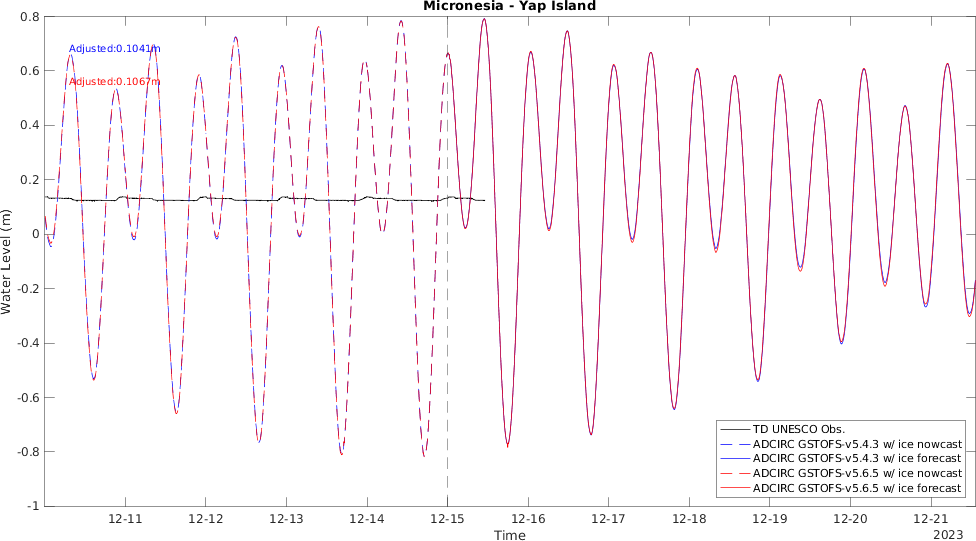 Micronesia - Yap Island
0.8
0.6
0.4
0.2
0
-0.2
-0.4
-0.6
-0.8
-1
Water Level (m)
Adjusted:0.1041m
Adjusted:0.1067m
TD UNESCO Obs.
ADCIRC GSTOFS-v5.4.3 w/ ice nowcast
ADCIRC GSTOFS-v5.4.3 w/ ice forecast
ADCIRC GSTOFS-v5.6.5 w/ ice nowcast
ADCIRC GSTOFS-v5.6.5 w/ ice forecast
12-11 12-12 12-13 12-14 12-15 12-16 12-17 12-18 12-19 12-20 12-21
Time
2023